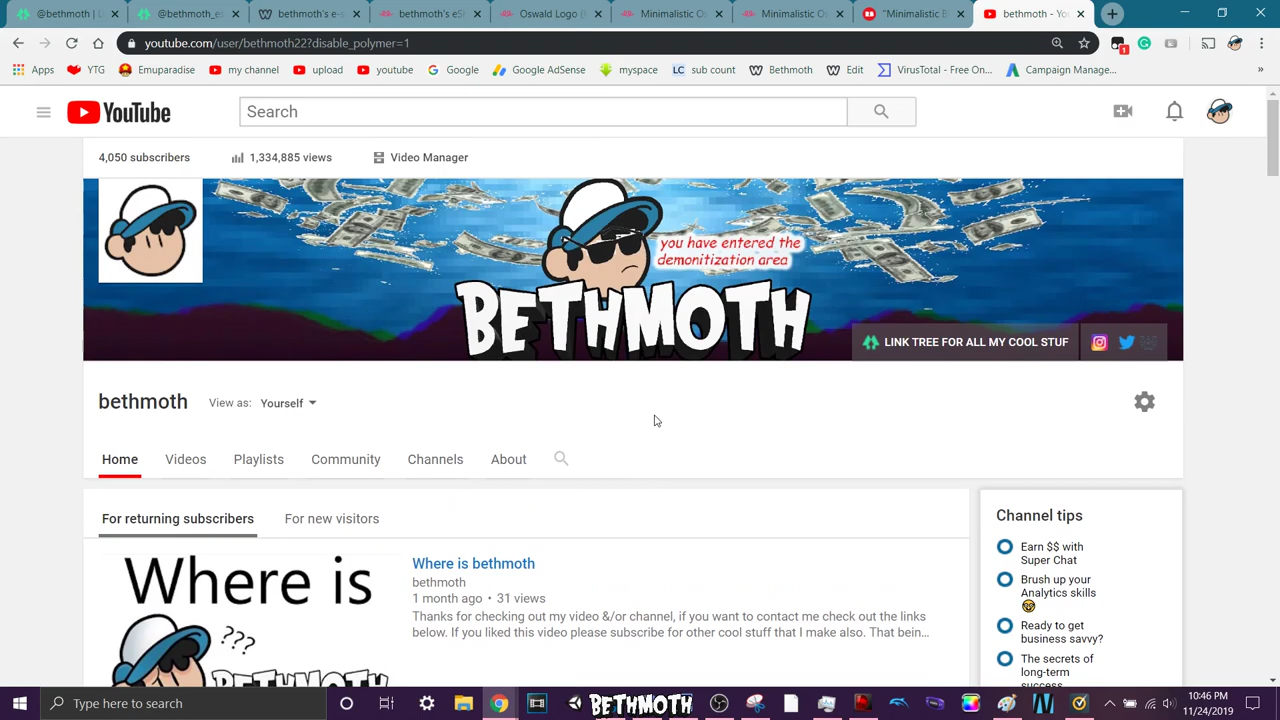 @bethmoth | L
@bethmoth_es
bethmoth's e-s
bethmoth's eSh
Oswald Logo (H
Minimalistic Os
Minimalistic Os
"Minimalistic B
bethmoth - You
youtube.com/user/bethmoth22?disable_polymer=1
1
Apps
YTG
Emuparadise
my channel
upload
youtube
Google
Google AdSense
myspace
LC sub count
Bethmoth
Edit
VirusTotal - Free On...
Campaign Manage...
»
YouTube
Search
4,050 subscribers
1,334,885 views
Video Manager
you have entered the
demonitization area
BETHMOTH
LINK TREE FOR ALL MY COOL STUF
bethmoth
View as: Yourself
Home
Videos
Playlists
Community
Channels
About
For returning subscribers
For new visitors
Channel tips
Where is
???
BETHMOTH
Where is bethmoth
bethmoth
1 month ago • 31 views
Thanks for checking out my video &/or channel, if you want to contact me check out the links
below. If you liked this video please subscribe for other cool stuff that I make also. That bein...
Earn $$ with
Super Chat
Brush up your
Analytics skills
Ready to get
business savvy?
The secrets of
long-term
success
Type here to search
BETHMOTH
10:46 PM
11/24/2019